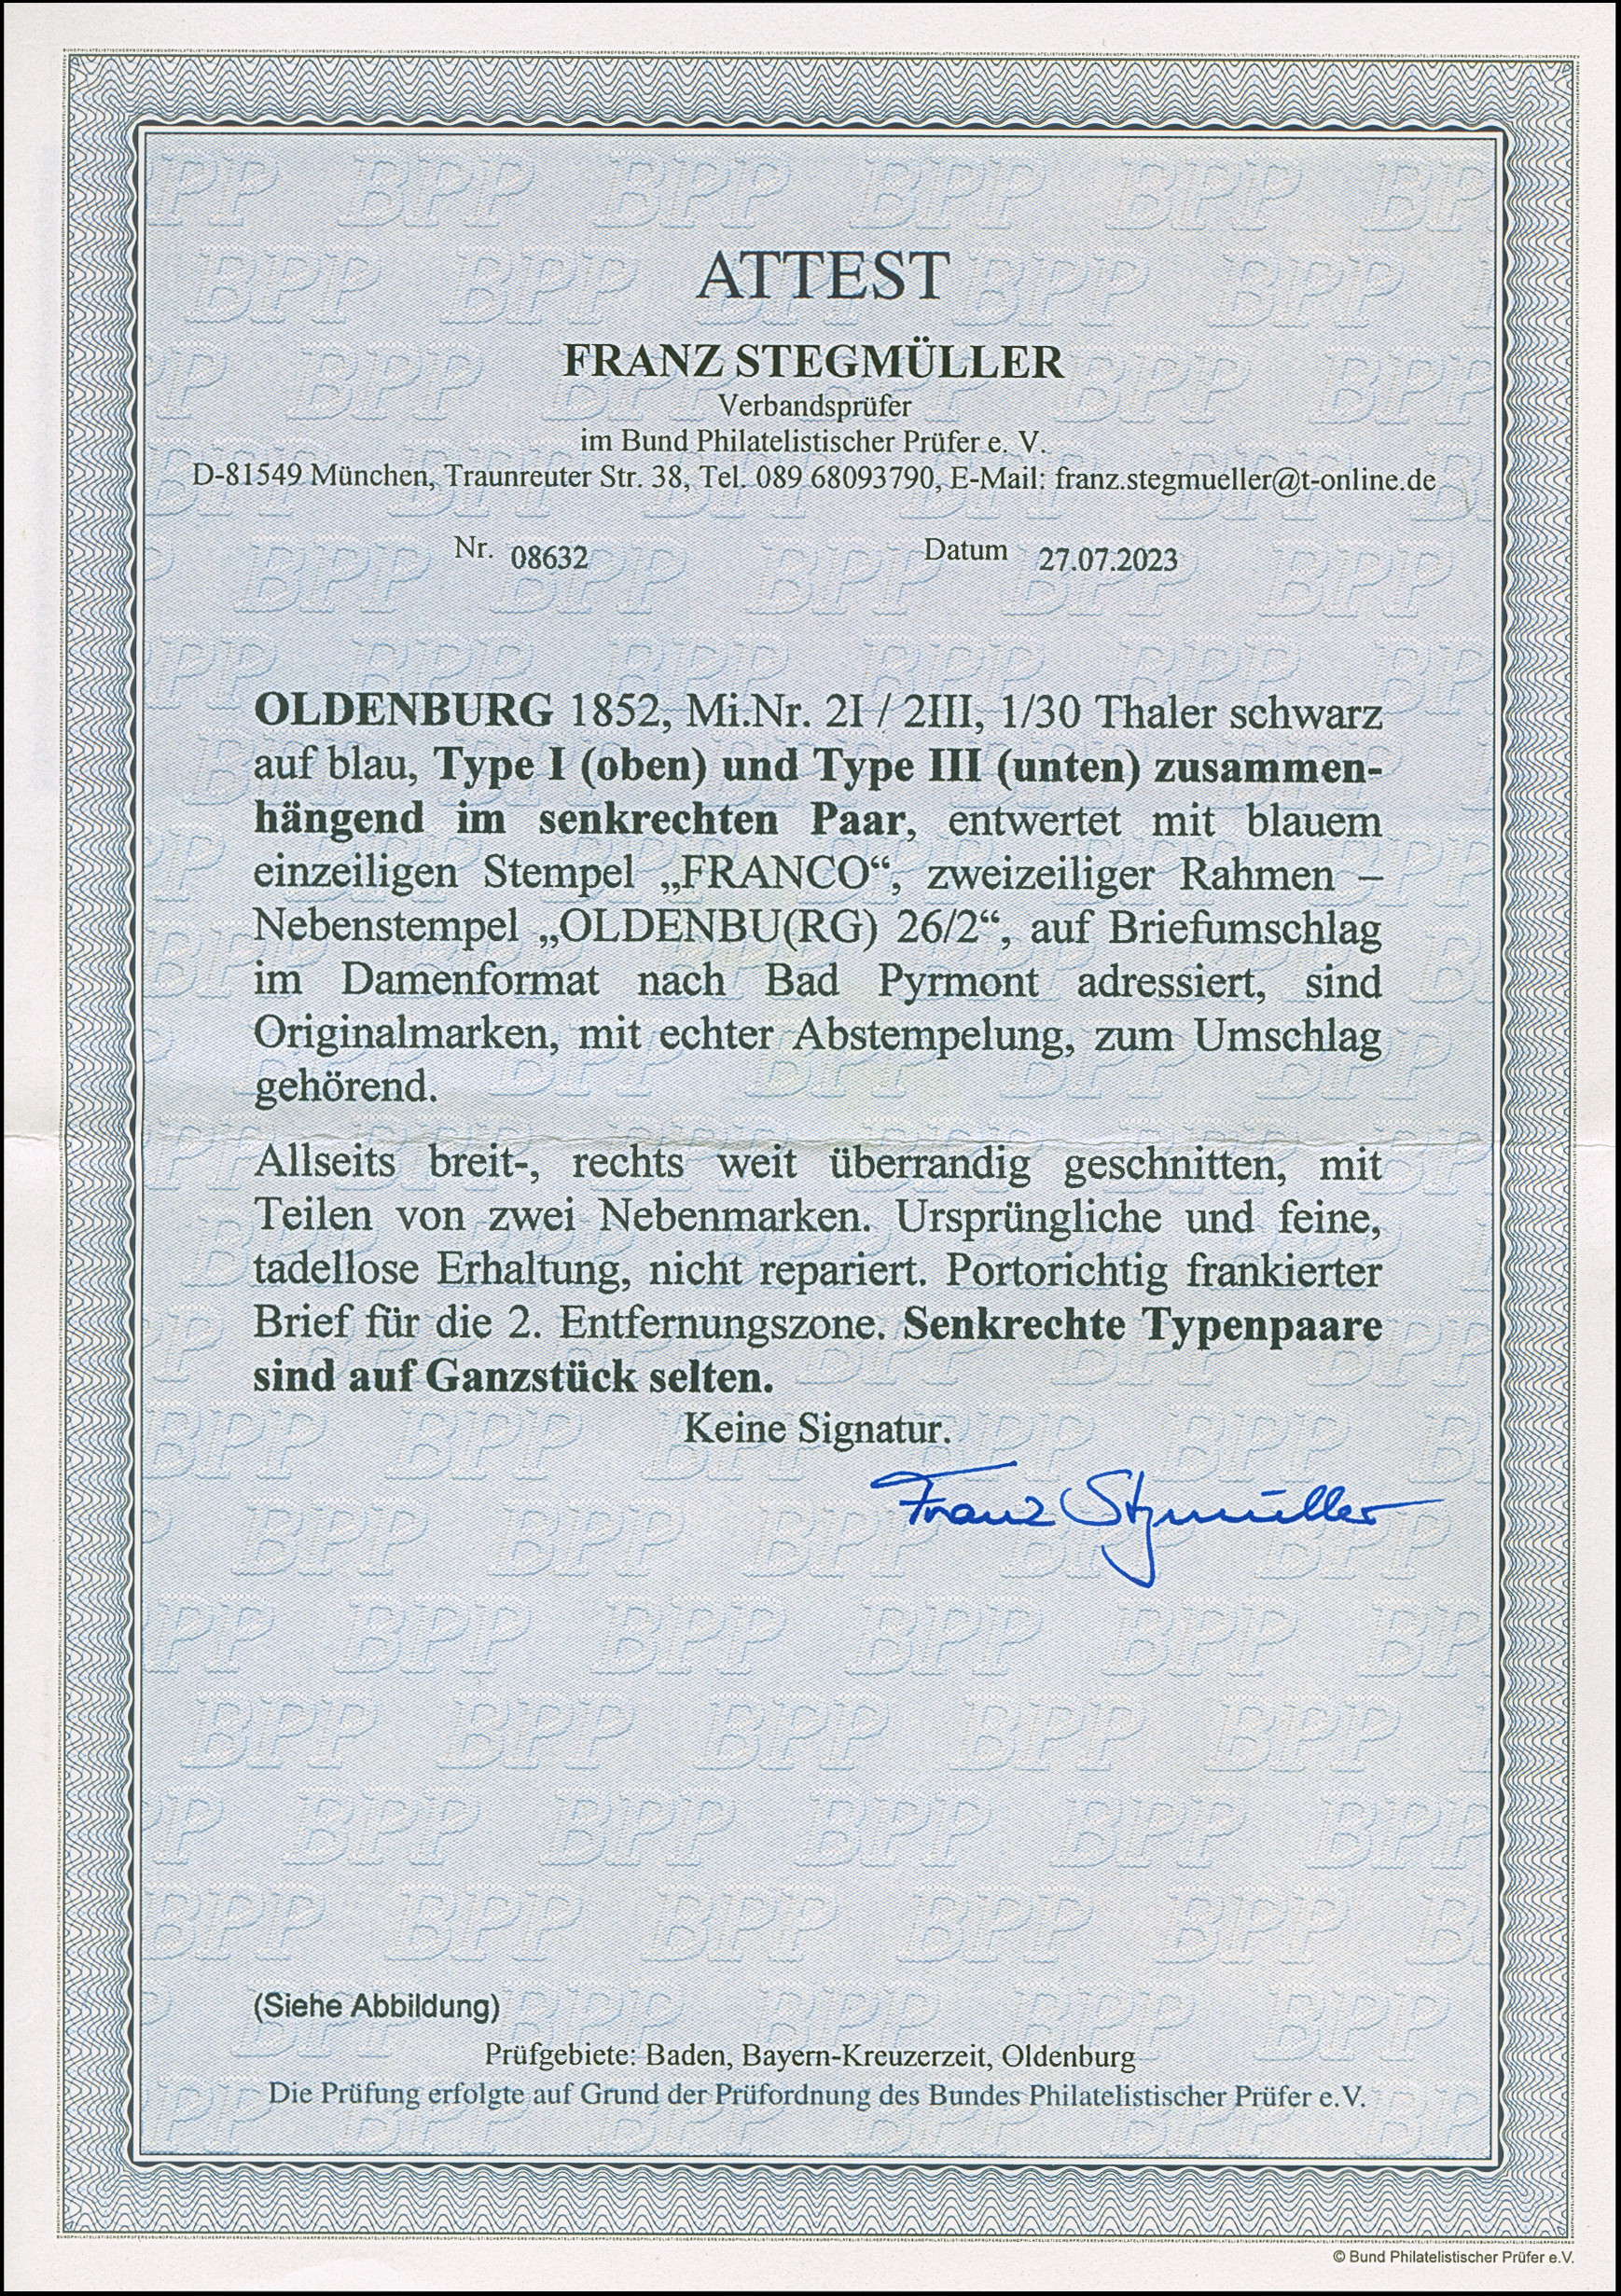 ATTEST
FRANZ STEGMÜLLER
Verbandsprüfer
im Bund Philatelistischer Prüfer e. V.
D-81549 München, Traunreuter Str. 38, Tel. 089 68093790, E-Mail: franz.stegmueller@t-online.de
Nr. 08632 Datum 27.07.2023
OLDENBURG 1852, Mi.Nr. 2I / 2III, 1/30 Thaler schwarz
auf blau, Type I (oben) und Type III (unten) zusammen-
hängend im senkrechten Paar, entwertet mit blauem
einzeiligen Stempel „FRANCO“, zweizeiliger Rahmen –
Nebenstempel „OLDENBU(RG) 26/2“, auf Briefumschlag
im Damenformat nach Bad Pyrmont adressiert, sind
Originalmarken, mit echter Abstempelung, zum Umschlag
gehörend.
Allseits breit-, rechts weit überrandig geschnitten, mit
Teilen von zwei Nebenmarken. Ursprüngliche und feine,
tadellose Erhaltung, nicht repariert. Portorichtig frankierter
Brief für die 2. Entfernungszone. Senkrechte Typenpaare
sind auf Ganzstück selten.
Keine Signatur.
Franz Stegmüller
(Siehe Abbildung)
Prüfgebiete: Baden, Bayern-Kreuzerzeit, Oldenburg
Die Prüfung erfolgte auf Grund der Prüfordnung des Bundes Philatelistischer Prüfer e.V.
© Bund Philatelistischer Prüfer e.V.